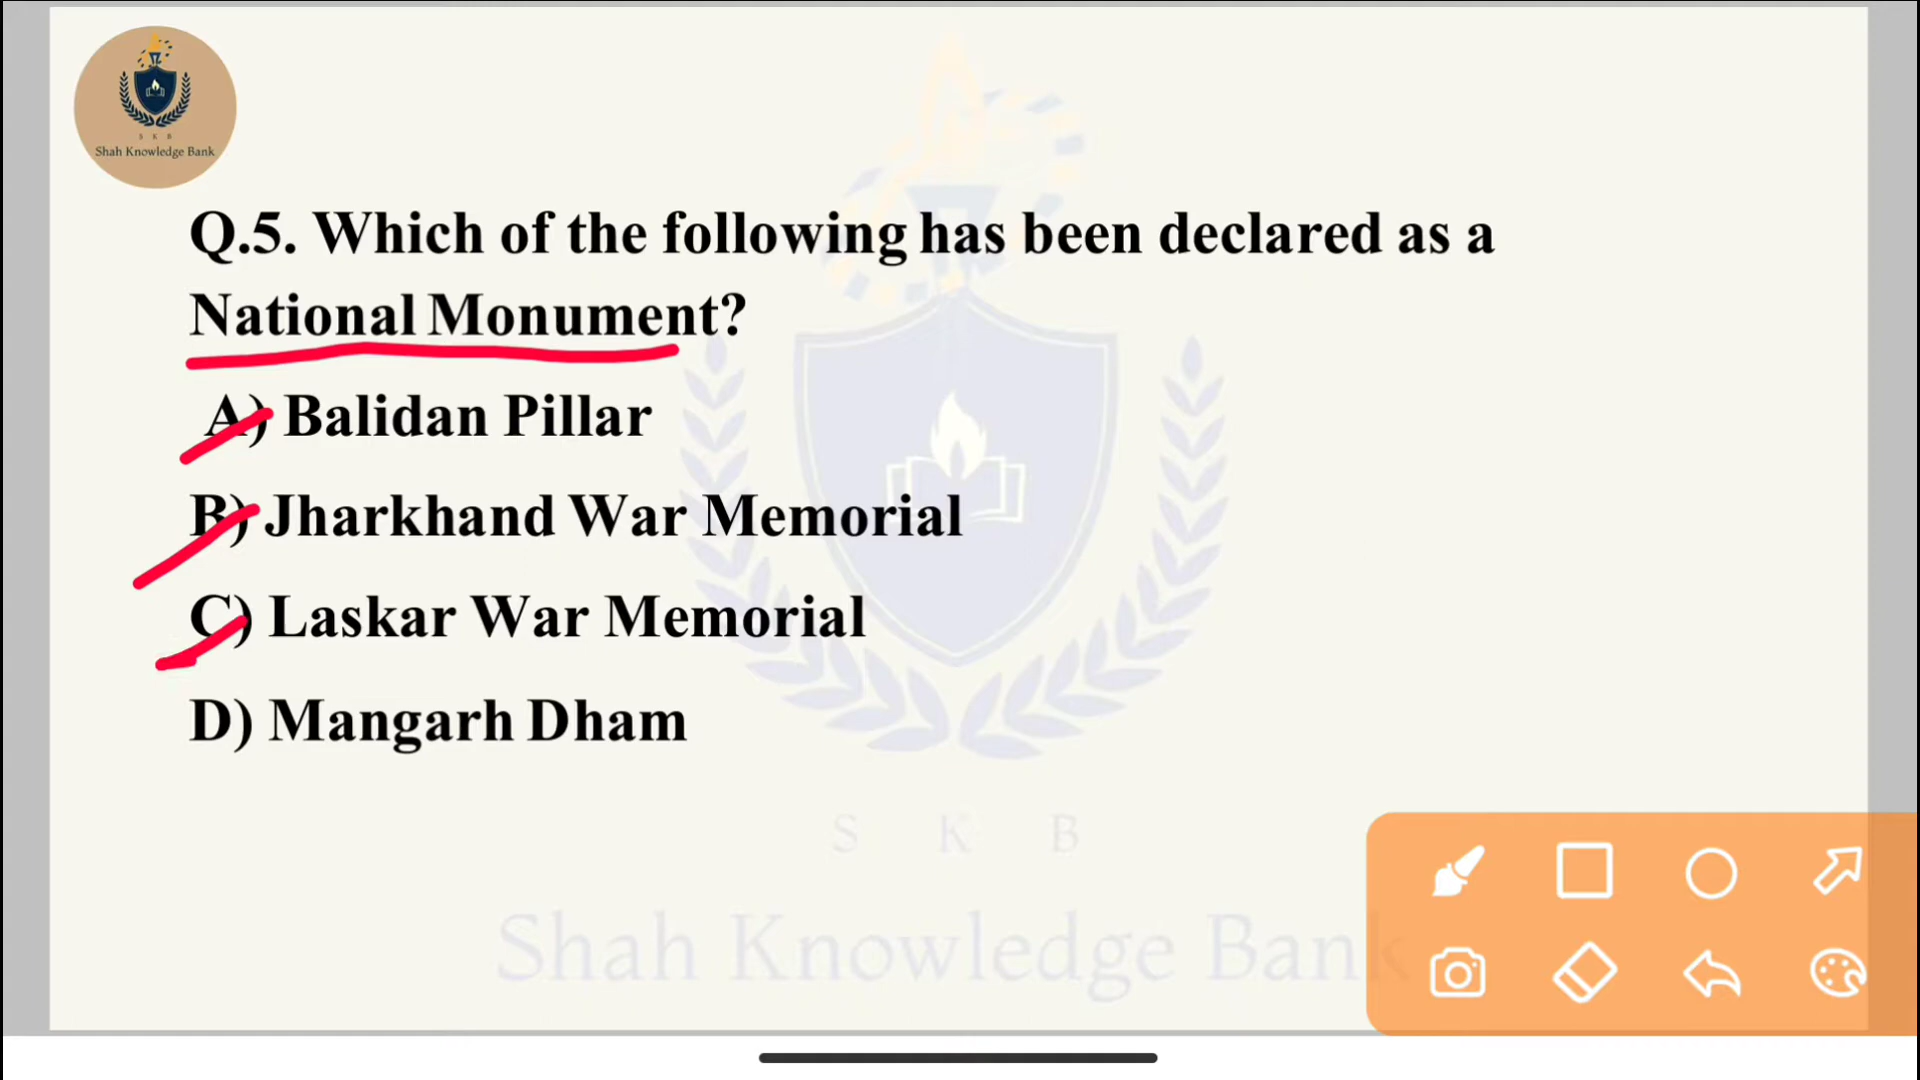 S K B
Shah Knowledge Bank
Q.5. Which of the following has been declared as a
National Monument?
A) Balidan Pillar
B) Jharkhand War Memorial
C) Laskar War Memorial
D) Mangarh Dham
S K B
Shah Knowledge Bank